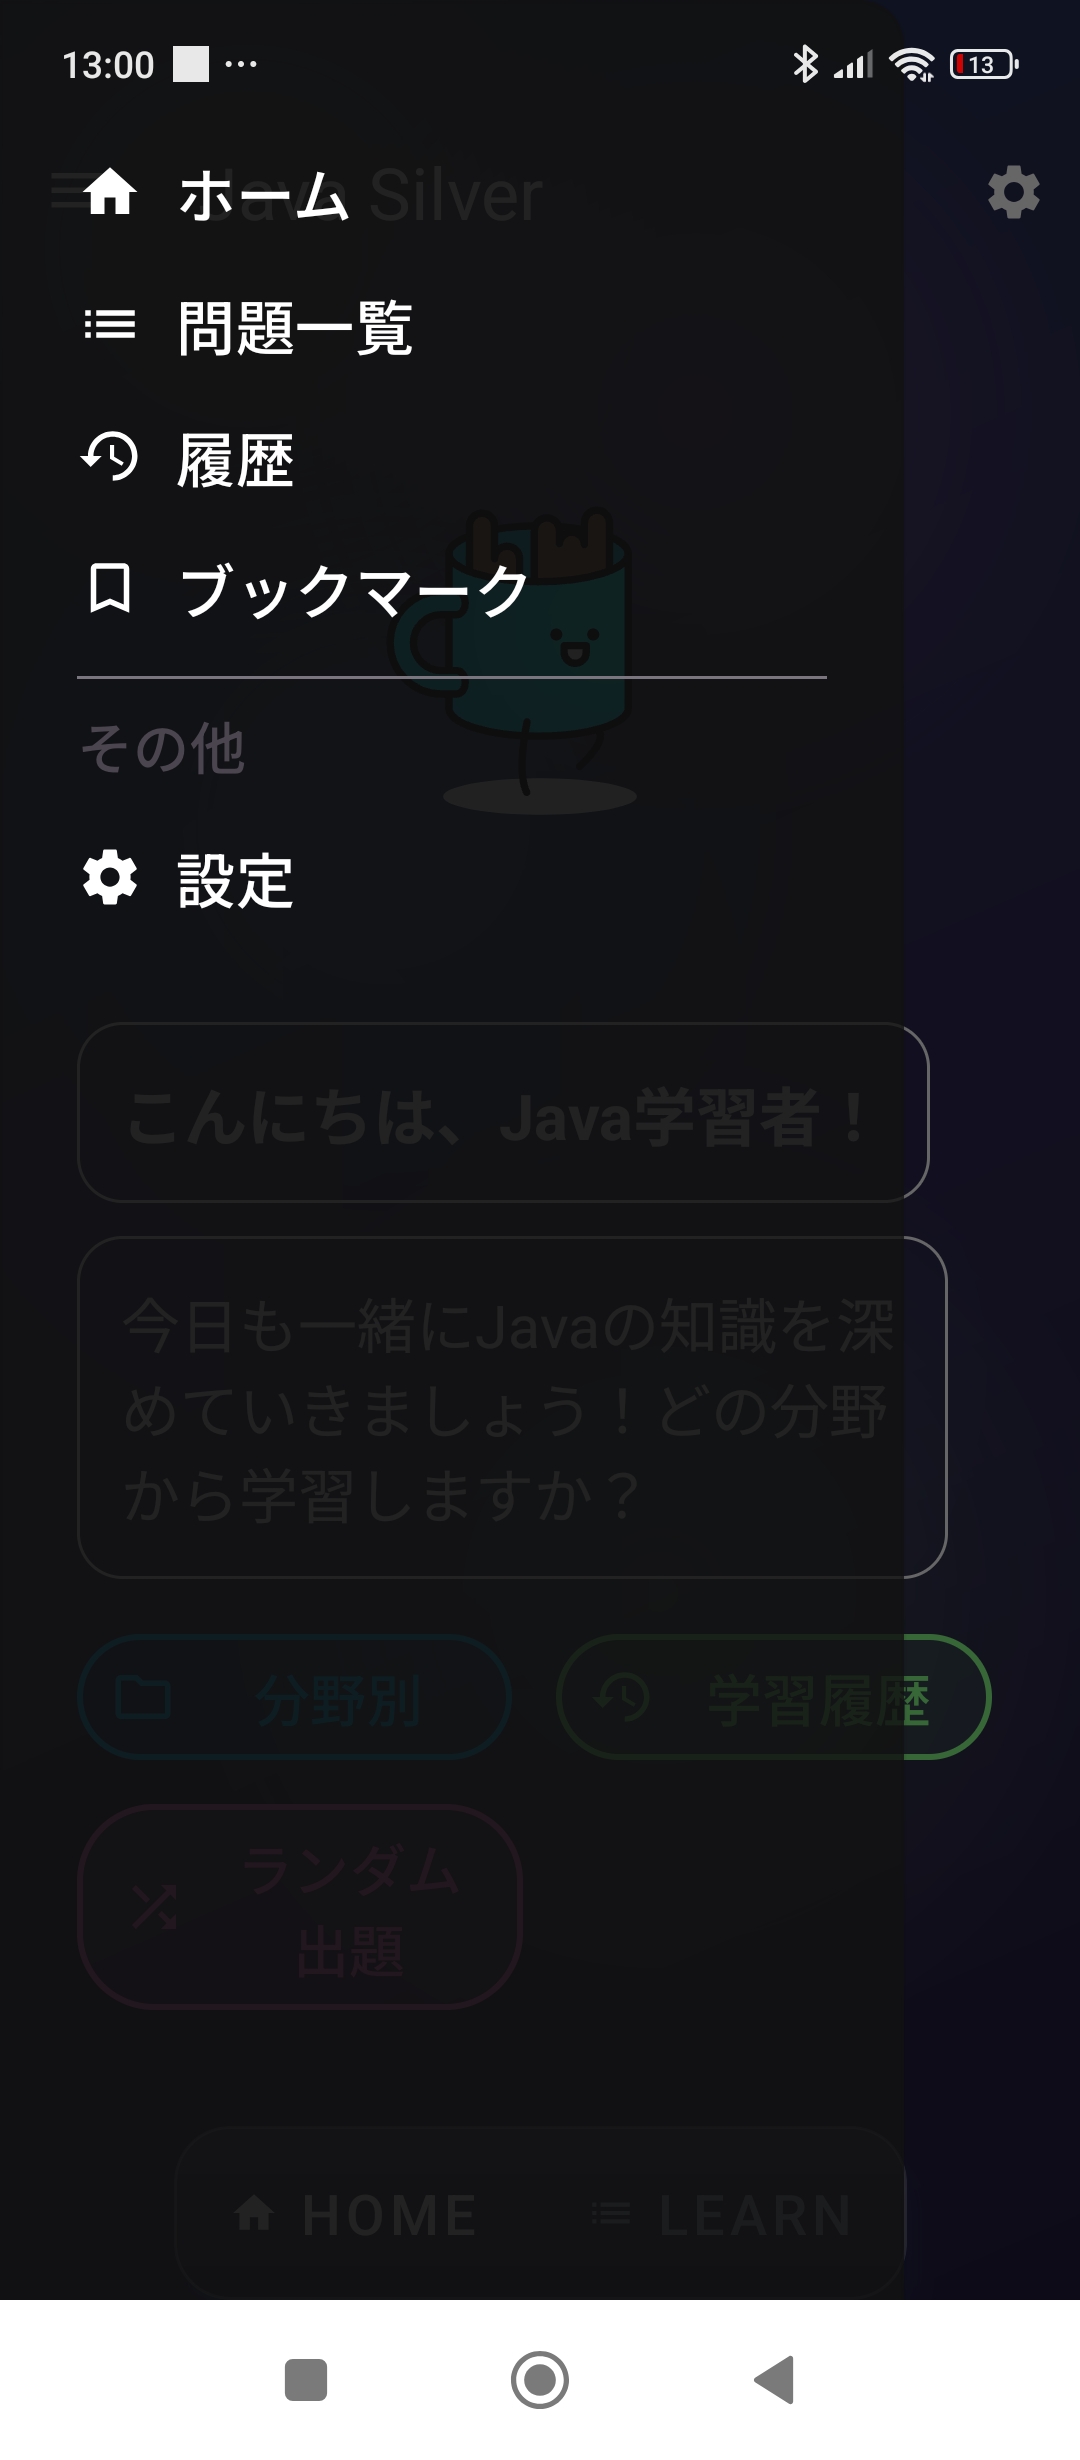 13:00
13
Java Silver
ホーム
問題一覧
履歴
ブックマーク
その他
設定
こんにちは、Java学習者！
今日も一緒にJavaの知識を深
めていきましょう！どの分野
から学習しますか？
分野別
学習履歴
ランダム
出題
HOME
LEARN